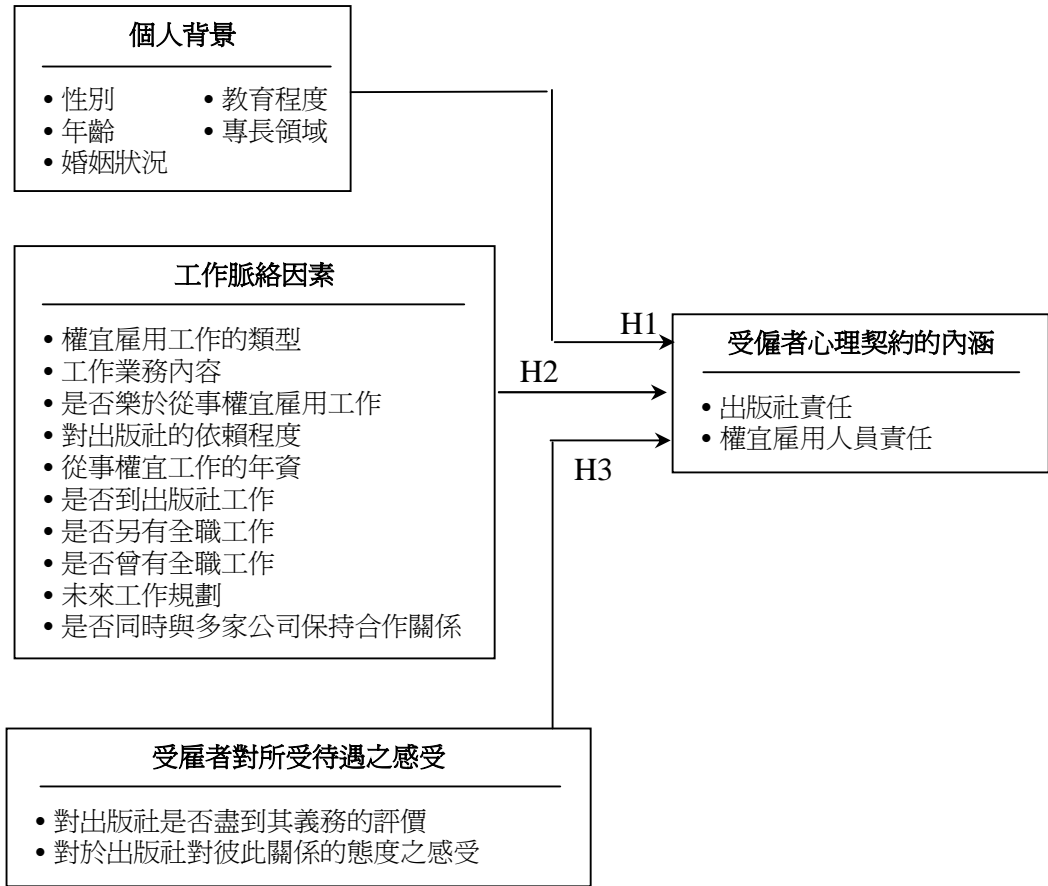 個人背景
• 性別 • 教育程度
• 年齡 • 專長領域
• 婚姻狀況
工作脈絡因素
• 權宜雇用工作的類型
• 工作業務內容
• 是否樂於從事權宜雇用工作
• 對出版社的依賴程度
• 從事權宜工作的年資
• 是否到出版社工作
• 是否另有全職工作
• 是否曾有全職工作
• 未來工作規劃
• 是否同時與多家公司保持合作關係
H1
H2
H3
受僱者心理契約的內涵
• 出版社責任
• 權宜雇用人員責任
受雇者對所受待遇之感受
• 對出版社是否盡到其義務的評價
• 對於出版社對彼此關係的態度之感受